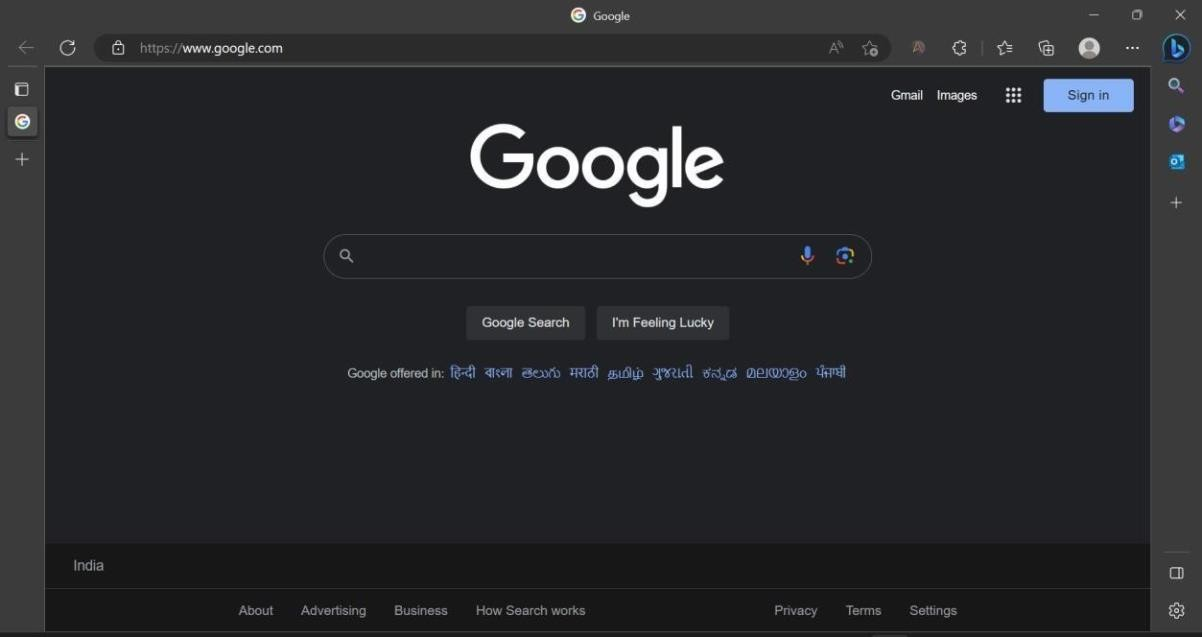 Google
https://www.google.com
Gmail Images Sign in
Google
Google Search I'm Feeling Lucky
Google offered in: हिन्दी বাংলা తెలుగు मराठी தமிழ் ગુજરાતી ಕನ್ನಡ മലയാളം ਪੰਜਾਬੀ
India
About Advertising Business How Search works Privacy Terms Settings